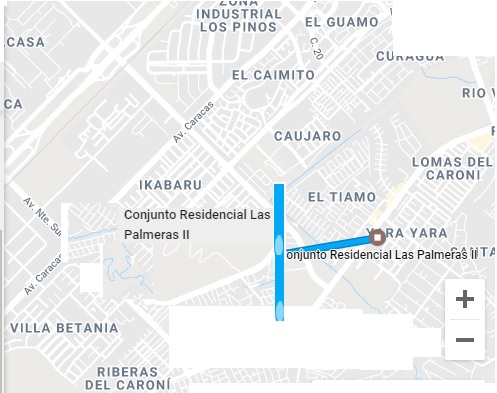 ZONA
INDUSTRIAL
LOS PINOS
EL GUAMO
C. 20
CASA
CURAGUA
EL CAIMITO
RIO
CA
Av. Caracas
CAUJARO
LOMAS DEL
CARONI
IKABARU
EL TIAMO
Av. Nte. Su
Conjunto Residencial Las
Palmeras II
YARA YARA
onjunto Residencial Las Palmeras II
Av. Caracas
+
VILLA BETANIA
−
RIBERAS
DEL CARONÍ